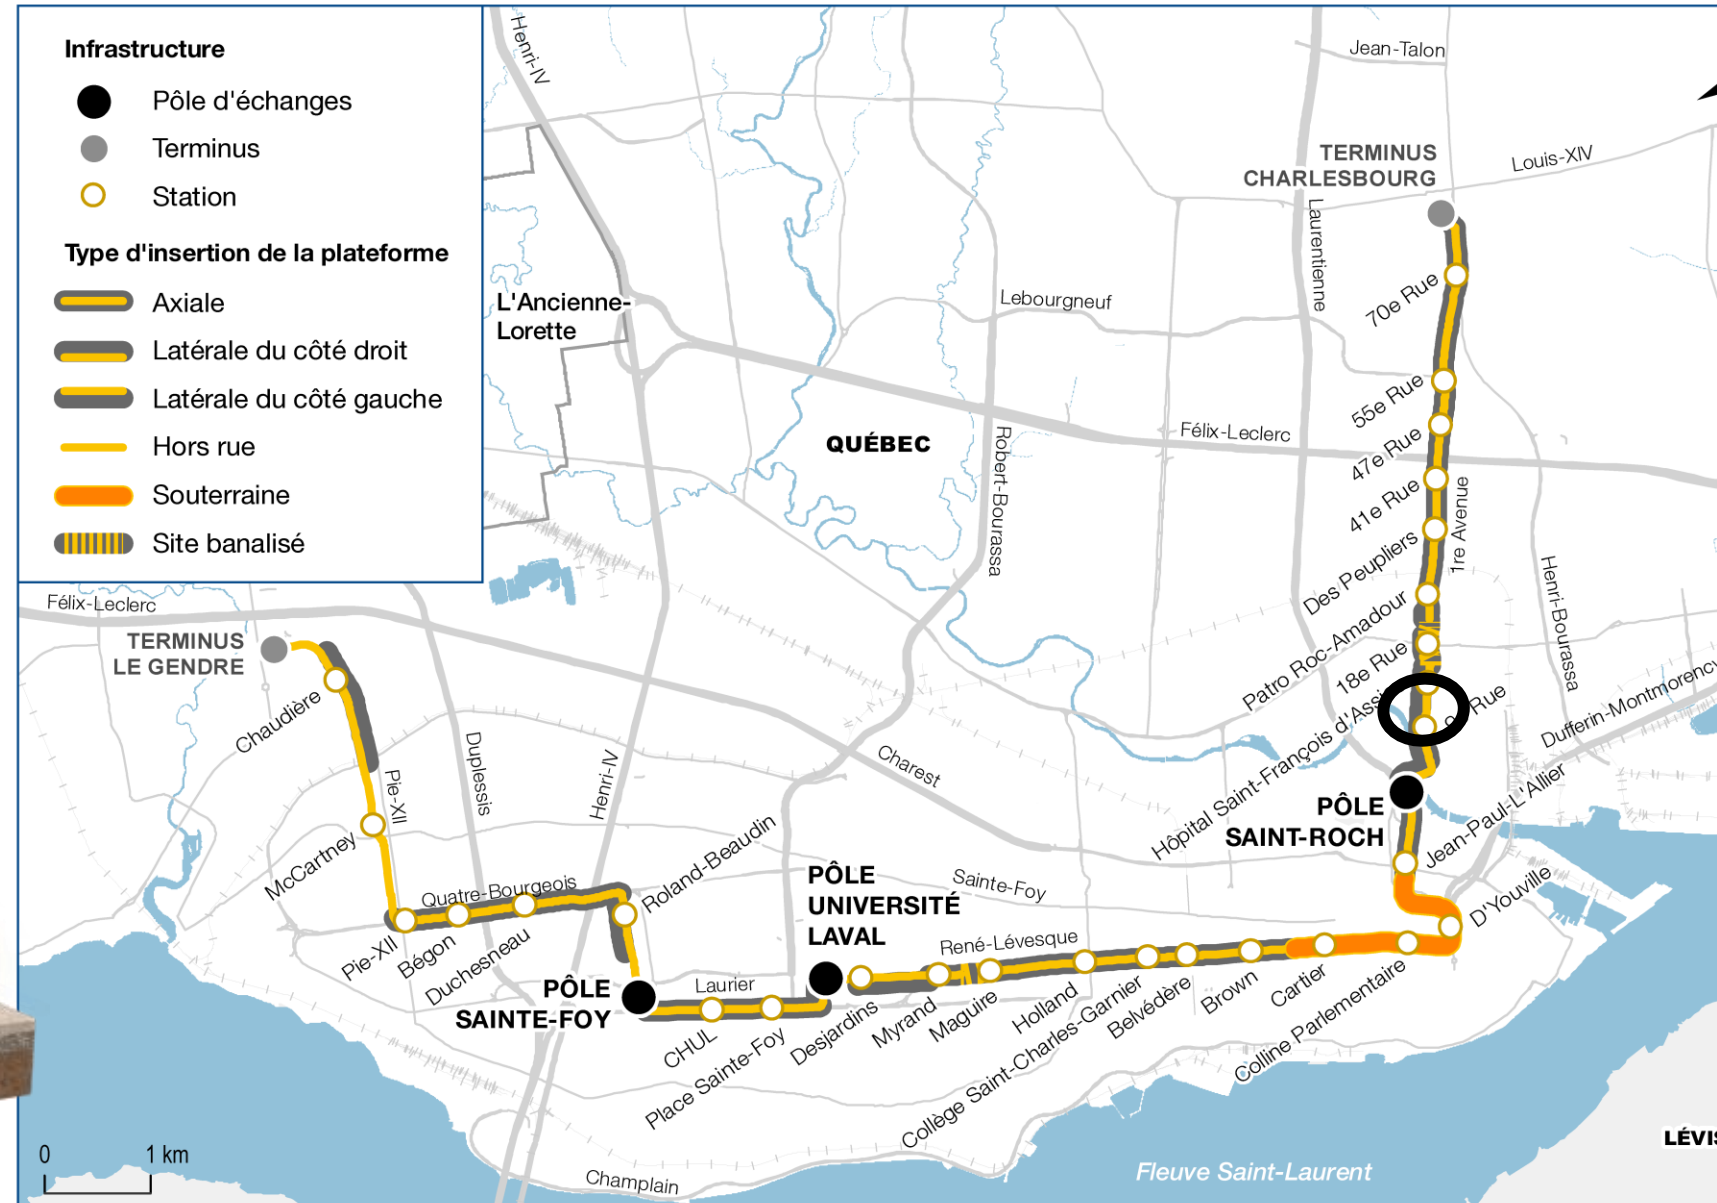 Infrastructure
Pôle d'échanges
Terminus
Station
Type d'insertion de la plateforme
Axiale
Latérale du côté droit
Latérale du côté gauche
Hors rue
Souterraine
Site banalisé
Henri-IV
Jean-Talon
TERMINUS
CHARLESBOURG
Louis-XIV
Laurentienne
70e Rue
L'Ancienne-
Lorette
Lebourgneuf
55e Rue
QUÉBEC
Félix-Leclerc
47e Rue
Robert-Bourassa
41e Rue
1re Avenue
Des Peupliers
Henri-Bourassa
Félix-Leclerc
TERMINUS
LE GENDRE
Patro Roc-Amadour
18e Rue
Rue
Dufferin-Montmorency
Chaudière
Duplessis
Henri-IV
Charest
Hôpital Saint-François
Pie-XII
PÔLE
SAINT-ROCH
Jean-Paul-L'Allier
McCartney
Quatre-Bourgeois
Roland-Beaudin
PÔLE
UNIVERSITÉ
LAVAL
Sainte-Foy
D'Youville
René-Lévesque
Pie-XII
Bégon
Duchesneau
PÔLE
SAINTE-FOY
Laurier
CHUL
Place Sainte-Foy
Desjardins
Myrand
Maguire
Holland
Collège Saint-Charles-Garnier
Belvédère
Brown
Cartier
Colline Parlementaire
0 1 km
Champlain
Fleuve Saint-Laurent